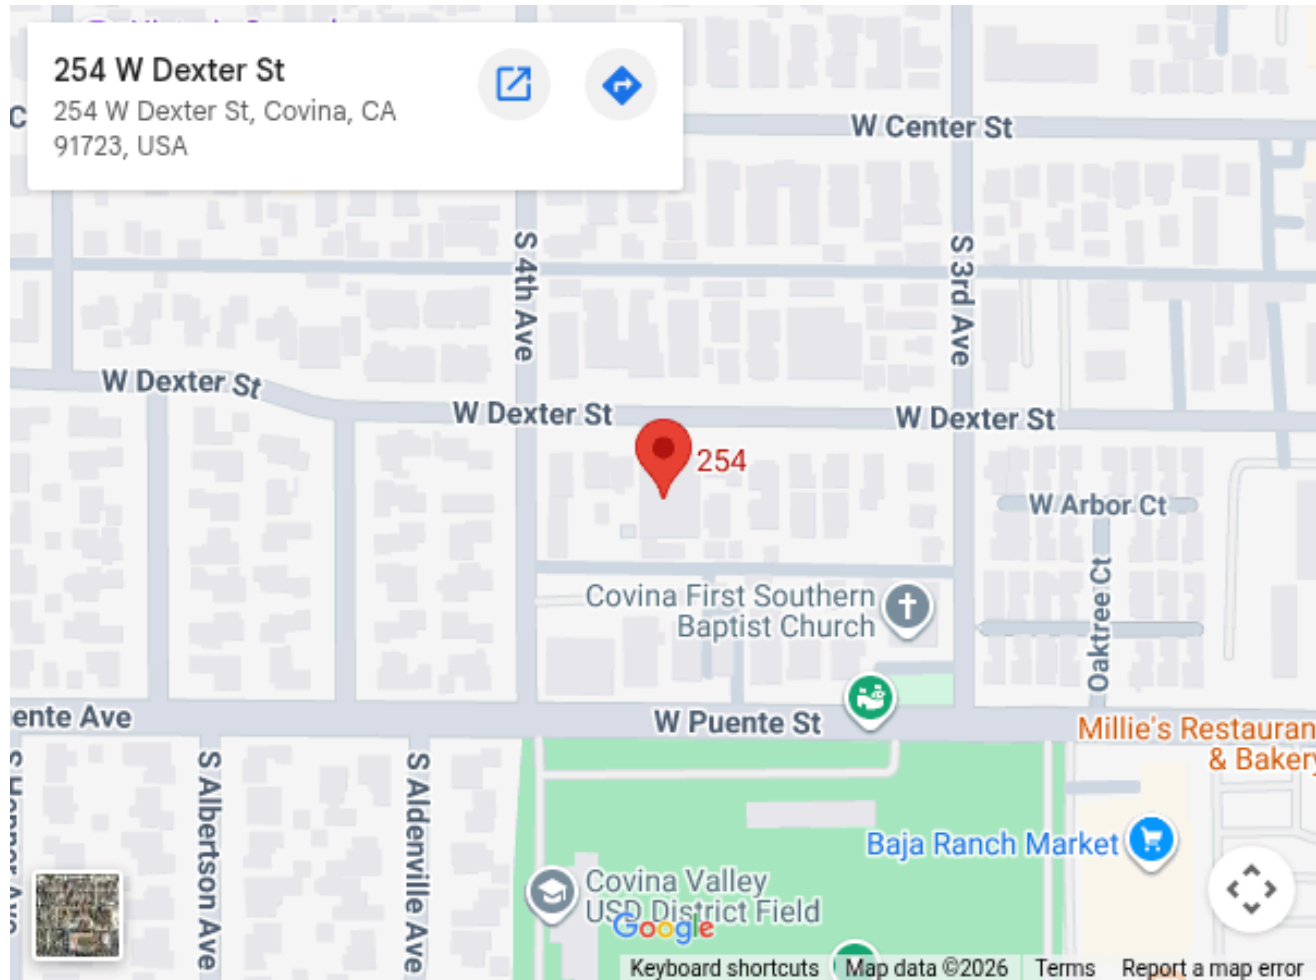 254 W Dexter St
254 W Dexter St, Covina, CA
91723, USA
W Center St
S 4th Ave
S 3rd Ave
W Dexter St
W Dexter St
W Dexter St
254
W Arbor Ct
Oaktree Ct
Covina First Southern
Baptist Church
ente Ave
W Puente St
Millie's Restauran
& Bakery
S Albertson Ave
S Aldenville Ave
Baja Ranch Market
Covina Valley
USD District Field
Google
Keyboard shortcuts
Map data ©2026
Terms
Report a map error